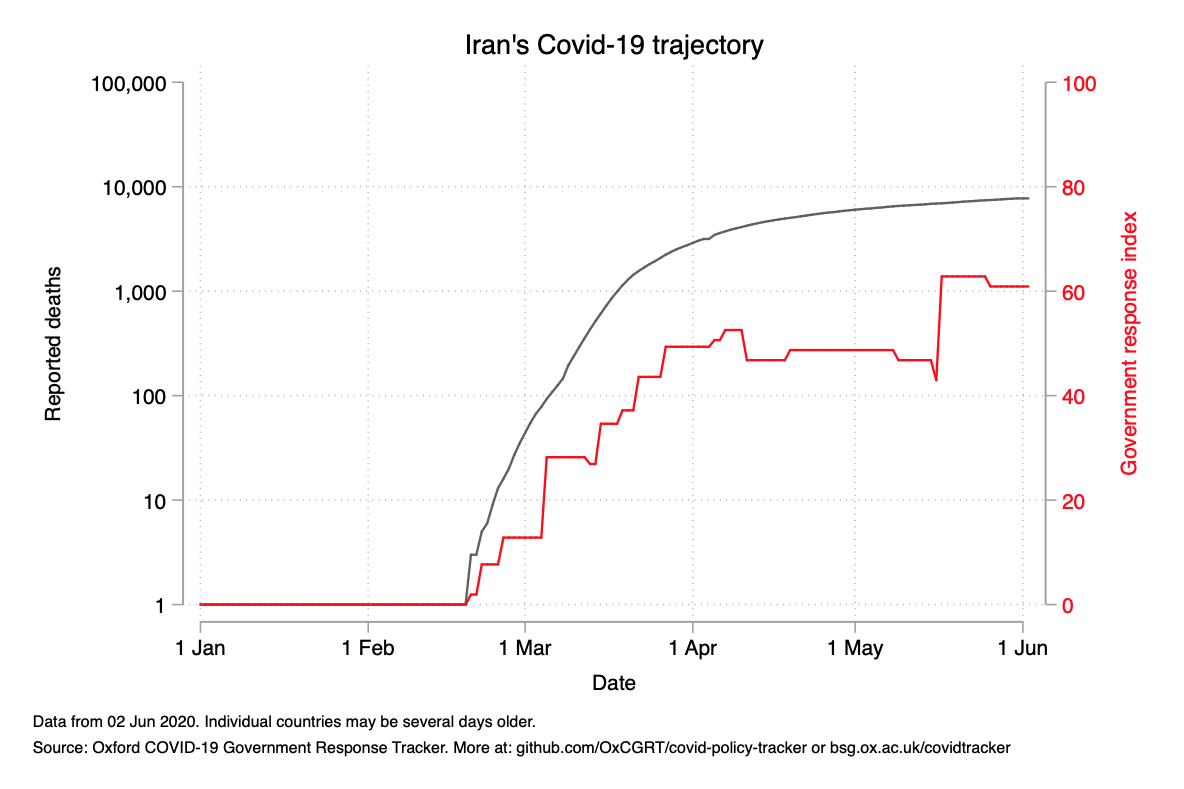 Iran's Covid-19 trajectory
100,000
10,000
1,000
100
10
1
Reported deaths
100
80
60
40
20
0
Government response index
1 Jan
1 Feb
1 Mar
1 Apr
1 May
1 Jun
Date
Data from 02 Jun 2020. Individual countries may be several days older.
Source: Oxford COVID-19 Government Response Tracker. More at: github.com/OxCGRT/covid-policy-tracker or bsg.ox.ac.uk/covidtracker